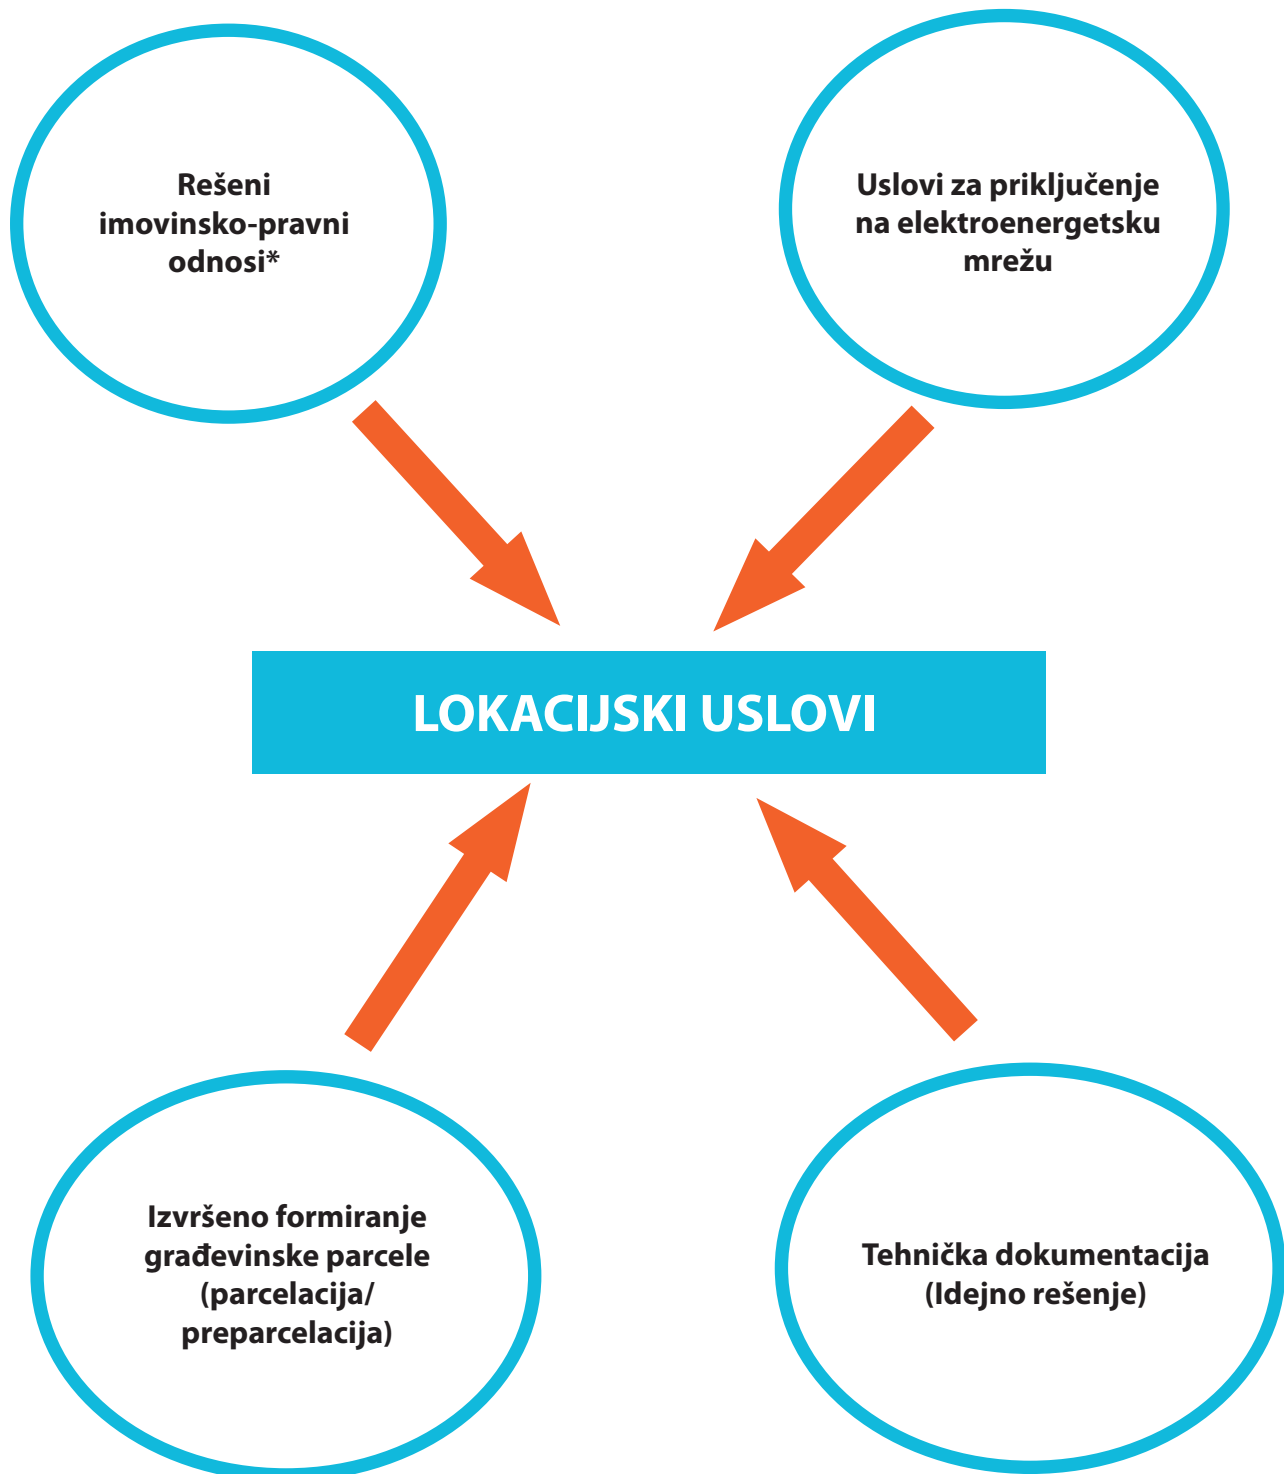 Rešeni
imovinsko-pravni
odnosi*
Uslovi za priključenje
na elektroenergetsku
mrežu
LOKACIJSKI USLOVI
Izvršeno formiranje
građevinske parcele
(parcelacija/
preparcelacija)
Tehnička dokumentacija
(Idejno rešenje)